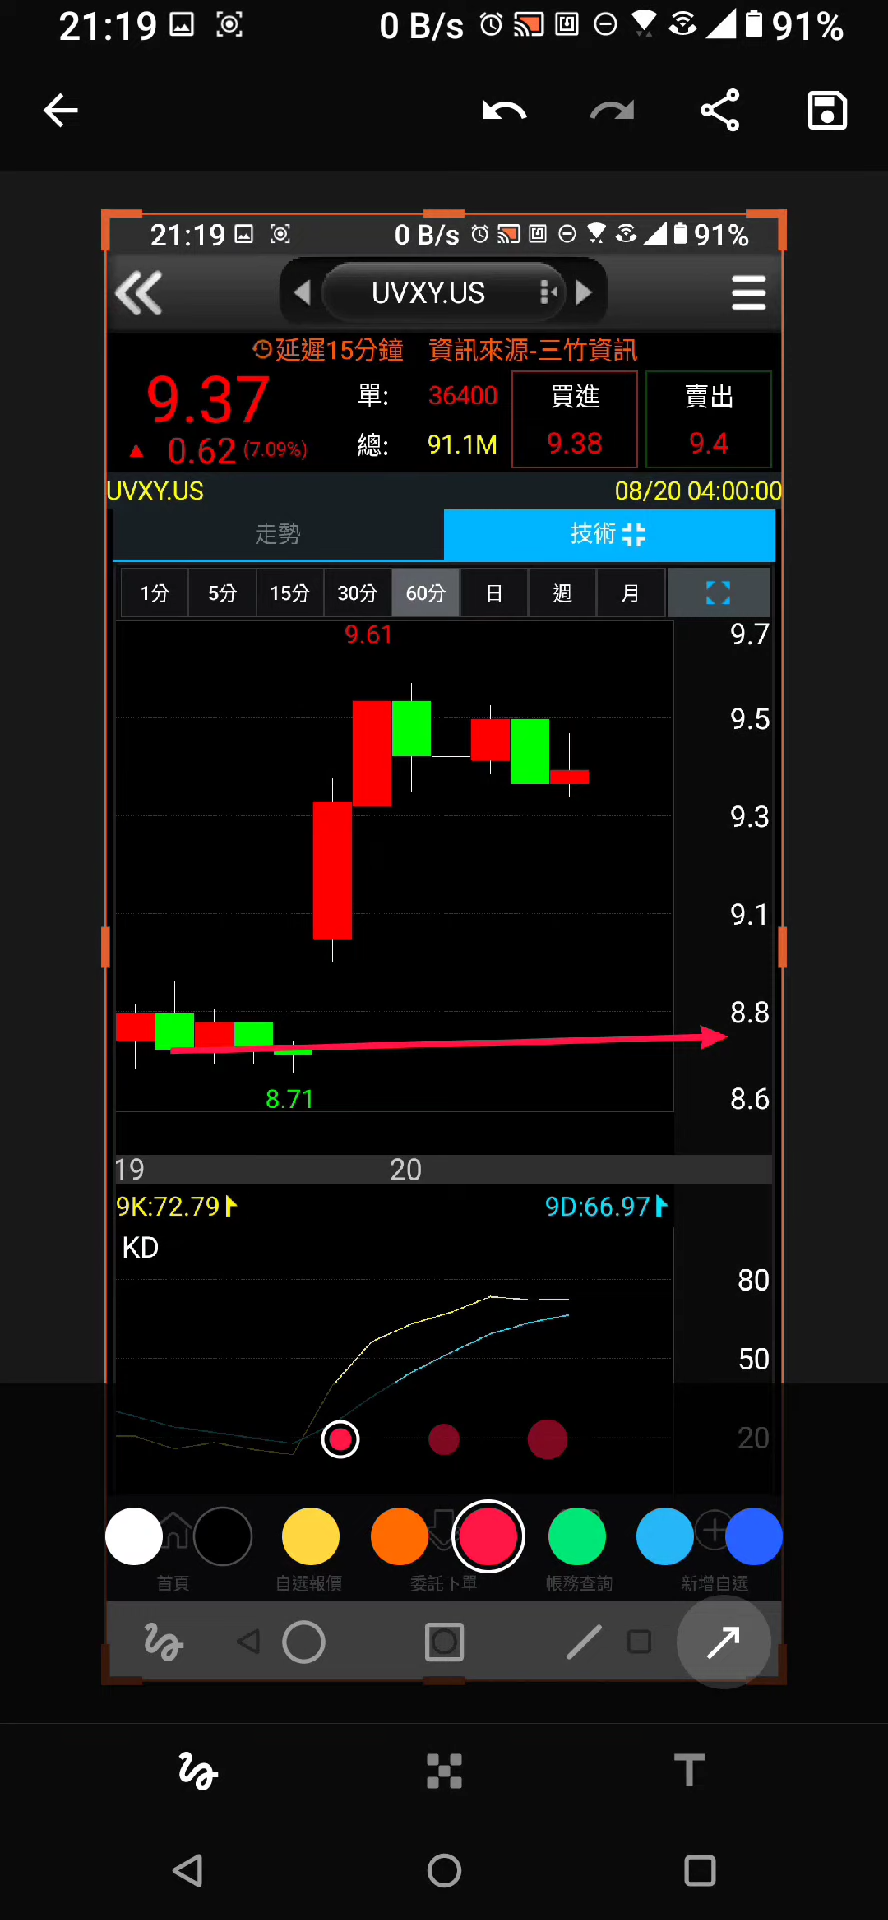 21:19 0 B/s 91%
21:19 0 B/s 91%
UVXY.US
延遲15分鐘 資訊來源-三竹資訊
9.37 單: 36400 買進 賣出
▲ 0.62 (7.09%) 總: 91.1M 9.38 9.4
UVXY.US 08/20 04:00:00
走勢 技術
1分 5分 15分 30分 60分 日 週 月
9.61 9.7
9.5
9.3
9.1
8.8
8.71 8.6
19 20
9K:72.79 9D:66.97
KD
80
50
20
首頁 自選報價 委託下單 帳務查詢 新增自選
T